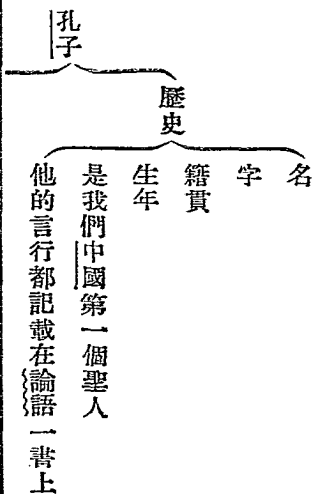 孔子
歷史
名
字
籍貫
生年
是我們中國第一個聖人
他的言行都記載在論語一書上